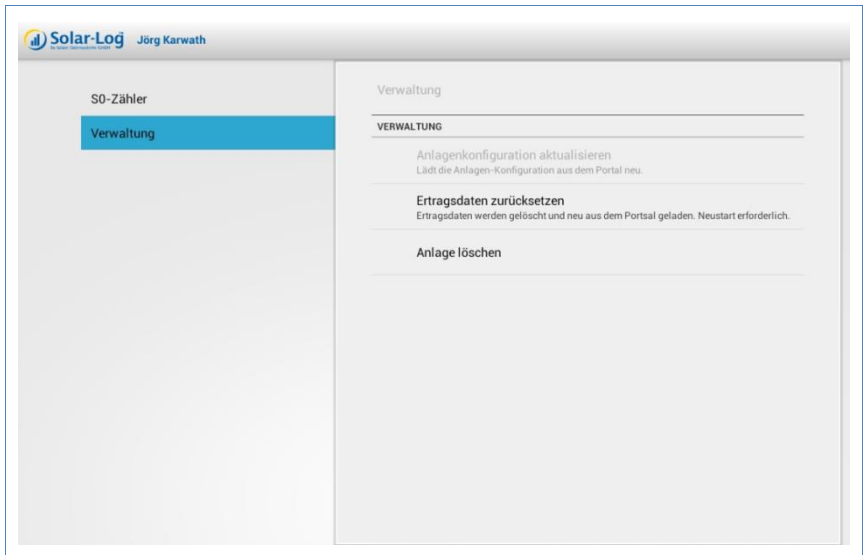 Solar-Log Jörg Karwath
S0-Zähler
Verwaltung
Verwaltung
VERWALTUNG
Anlagenkonfiguration aktualisieren
Lädt die Anlagen-Konfiguration aus dem Portal neu.
Ertragsdaten zurücksetzen
Ertragsdaten werden gelöscht und neu aus dem Portsal geladen. Neustart erforderlich.
Anlage löschen